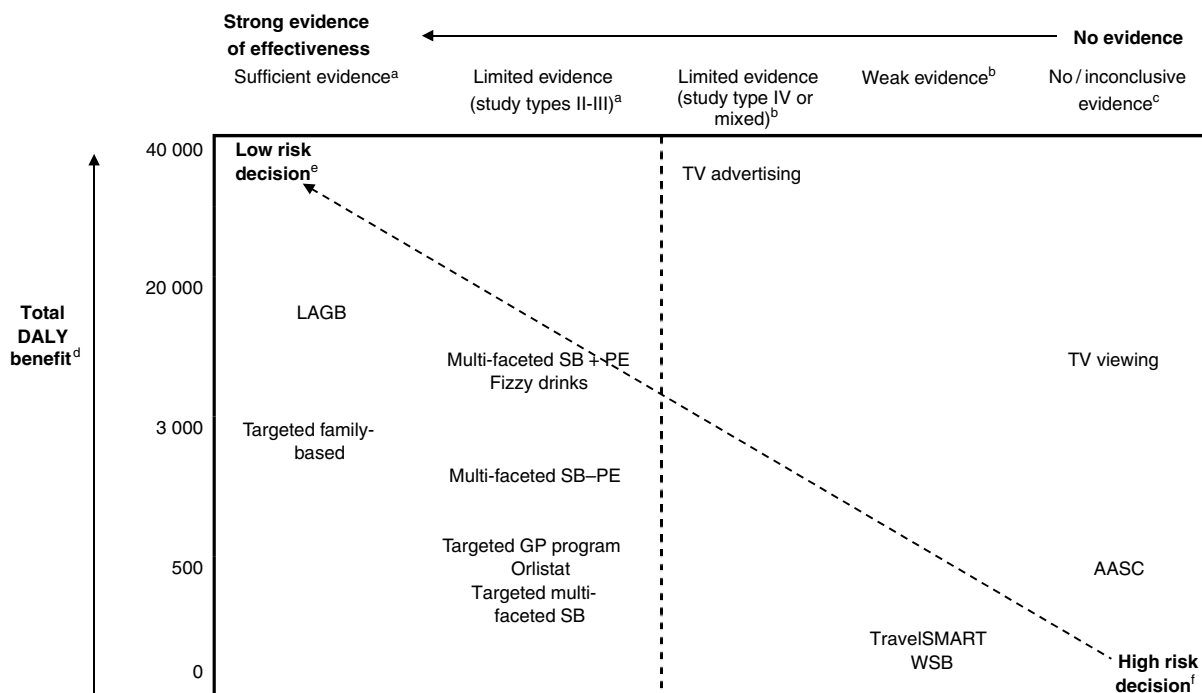 Strong evidence
of effectiveness
No evidence
Sufficient evidenceᵃ
Limited evidence
(study types II-III)ᵃ
Limited evidence
(study type IV or
mixed)ᵇ
Weak evidenceᵇ
No / inconclusive
evidenceᶜ
Total
DALY
benefitᵈ
40 000
20 000
3 000
500
0
Low risk
decisionᵉ
TV advertising
LAGB
Multi-faceted SB + PE
Fizzy drinks
TV viewing
Targeted family-
based
Multi-faceted SB–PE
Targeted GP program
Orlistat
Targeted multi-
faceted SB
AASC
TravelSMART
WSB
High risk
decisionᶠ